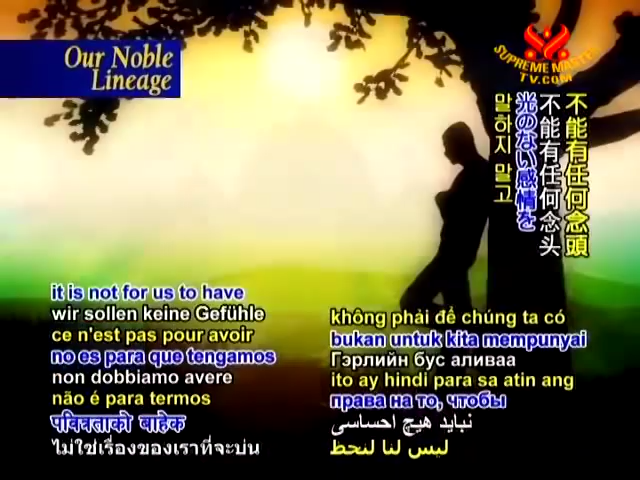 Our Noble
Lineage
SUPREME MASTER
TV.COM
不能有任何念頭
不能有任何念头
光のない感情を
말하지 말고
it is not for us to have
wir sollen keine Gefühle
ce n'est pas pour avoir
no es para que tengamos
non dobbiamo avere
não é para termos
पवित्रताको बाहेक
ไม่ใช่เรื่องของเราที่จะบ่น
không phải để chúng ta có
bukan untuk kita mempunyai
Гэрлийн бус аливаа
ito ay hindi para sa atin ang
права на то, чтобы
نباید هیچ احساسی
ليس لنا لنحط